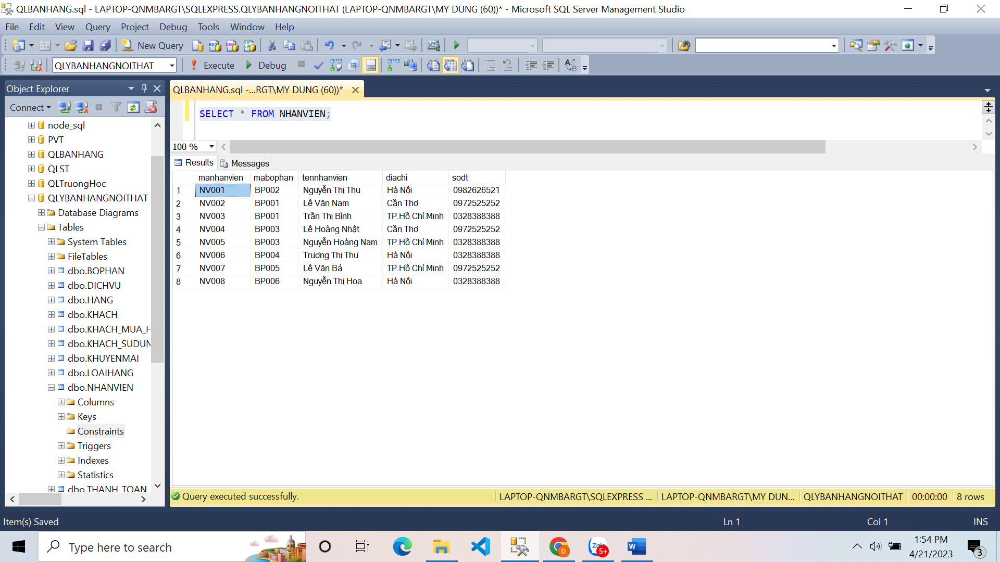 QLBANHANG.sql - LAPTOP-QNMBARGT\SQLEXPRESS.QLYBANHANGNOITHAT (LAPTOP-QNMBARGT\MY DUNG (60))* - Microsoft SQL Server Management Studio
File Edit View Query Project Debug Tools Window Help
New Query
QLYBANHANGNOITHAT Execute Debug
Object Explorer
Connect
node_sql
PVT
QLBANHANG
QLST
QLTruongHoc
QLYBANHANGNOITHAT
Database Diagrams
Tables
System Tables
FileTables
dbo.BOPHAN
dbo.DICHVU
dbo.HANG
dbo.KHACH
dbo.KHACH_MUA_H
dbo.KHACH_SUDUN
dbo.KHUYENMAI
dbo.LOAIHANG
dbo.NHANVIEN
Columns
Keys
Constraints
Triggers
Indexes
Statistics
dbo.THANH_TOAN
QLBANHANG.sql -...RGT\MY DUNG (60))*
SELECT * FROM NHANVIEN;
100 %
Results Messages
manhanvien mabophan tennhanvien diachi sodt
1 NV001 BP002 Nguyễn Thị Thu Hà Nội 0982626521
2 NV002 BP001 Lê Văn Nam Cần Thơ 0972525252
3 NV003 BP001 Trần Thị Bình TP.Hồ Chí Minh 0328388388
4 NV004 BP003 Lê Hoàng Nhật Cần Thơ 0972525252
5 NV005 BP003 Nguyễn Hoàng Nam TP.Hồ Chí Minh 0328388388
6 NV006 BP004 Trương Thị Thư Hà Nội 0328388388
7 NV007 BP005 Lê Văn Bá TP.Hồ Chí Minh 0972525252
8 NV008 BP006 Nguyễn Thị Hoa Hà Nội 0328388388
Query executed successfully. LAPTOP-QNMBARGT\SQLEXPRESS ... LAPTOP-QNMBARGT\MY DUN... QLYBANHANGNOITHAT 00:00:00 8 rows
Item(s) Saved Ln 1 Col 1 INS
Type here to search
D
Zalo
5+
W
1:54 PM
4/21/2023
3